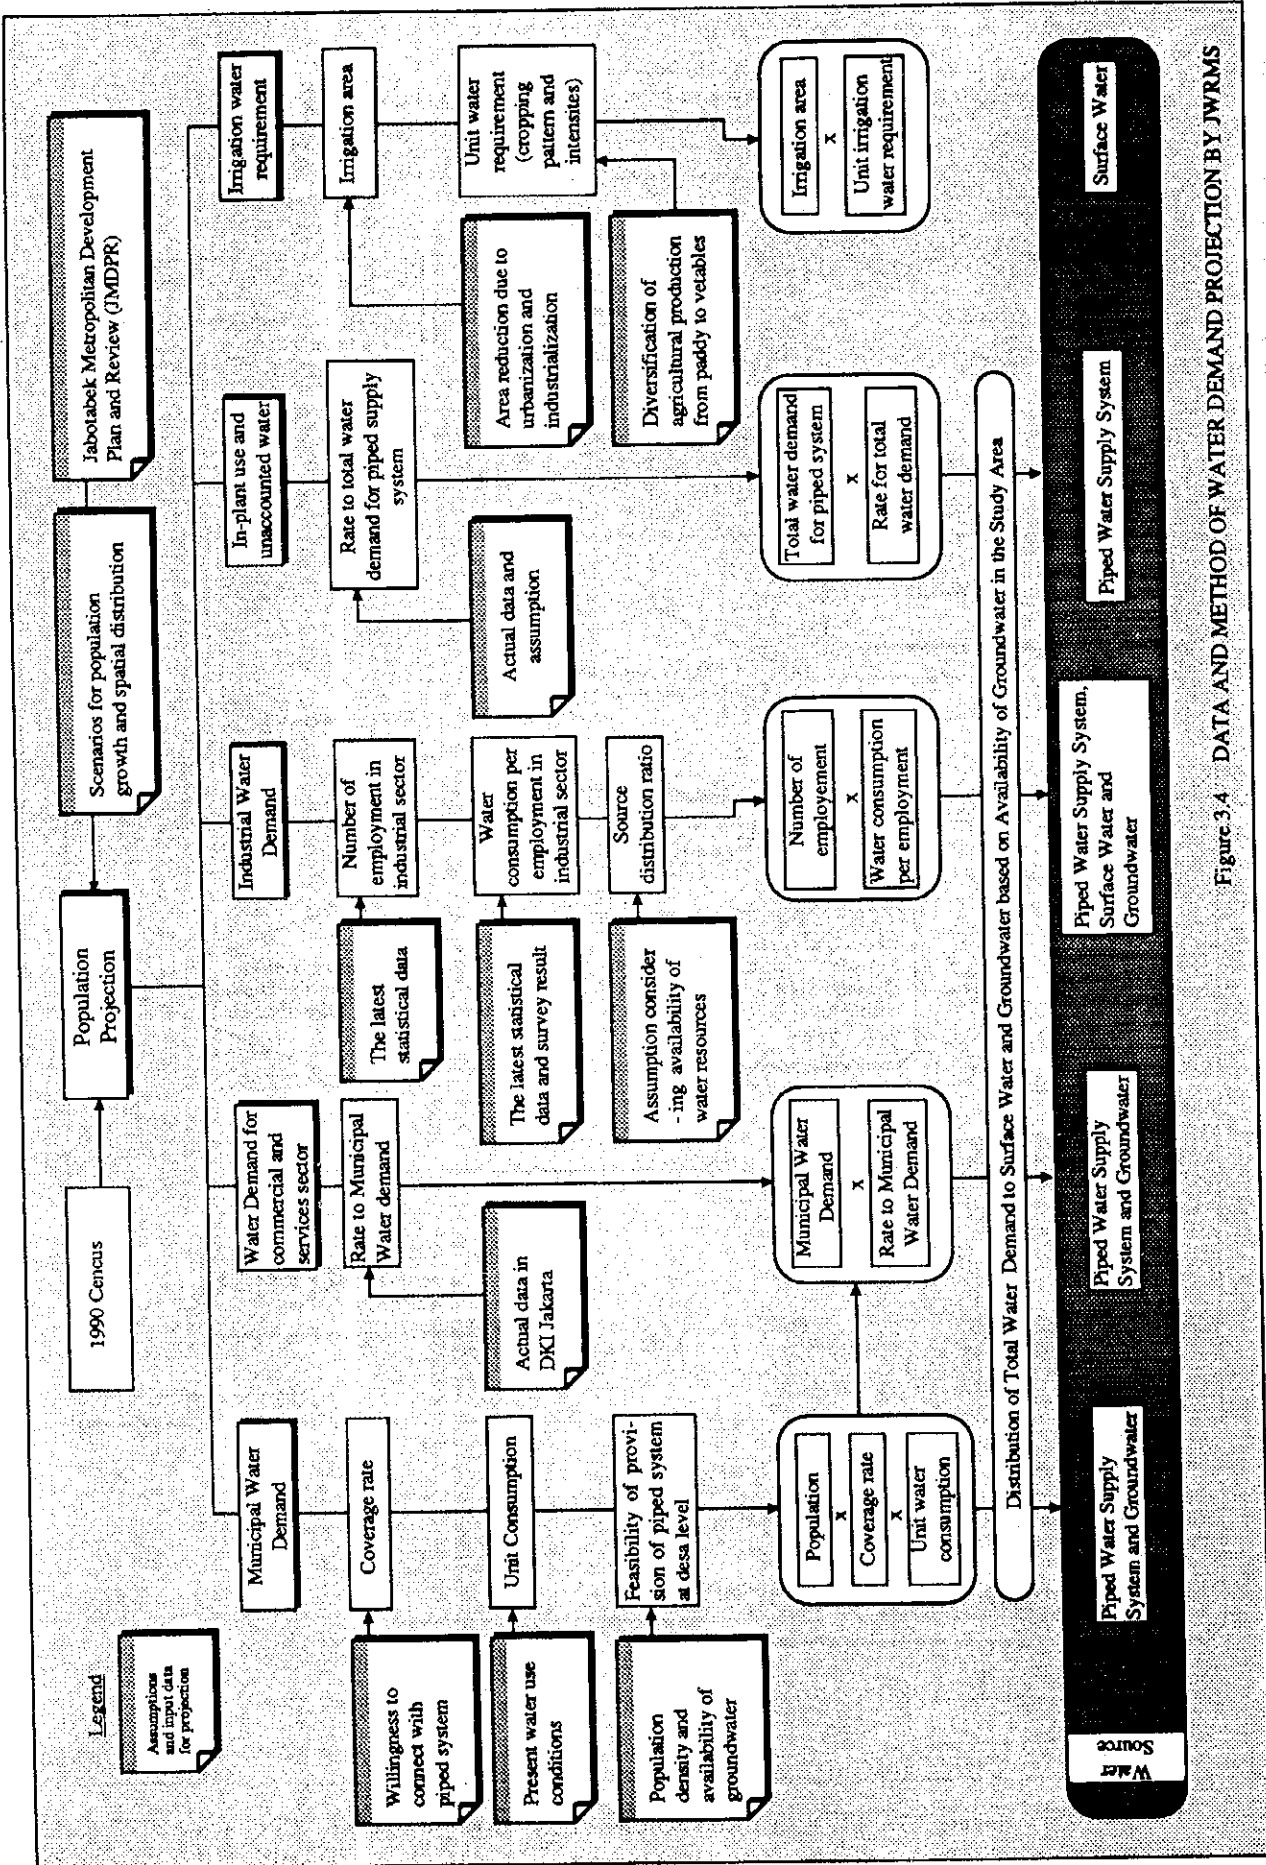 Legend
Assumptions
and input data
for projection
1990 Cencus
Population
Projection
Scenarios for population
growth and spatial distribution
Jabotabek Metropolitan Development
Plan and Review (JMDPR)
Municipal Water
Demand
Water Demand for
commercial and
services sector
Industrial Water
Demand
In-plant use and
unaccounted water
Irrigation water
requirement
Coverage rate
Rate to Municipal
Water demand
Number of
employment in
industrial sector
Rate to total water
demand for piped supply
system
Irrigation area
Willingness to
connect with
piped system
Unit Consumption
Present water use
conditions
Feasibility of provi-
sion of piped system
at desa level
Population
density and
availability of
groundwater
Actual data in
DKI Jakarta
The latest
statistical data
Water
consumption per
employment in
industrial sector
The latest statistical
data and survey result
Source
distribution ratio
Assumption consider
- ing availability of
water resources
Actual data and
assumption
Unit water
requirement
(cropping
pattern and
intensites)
Area reduction due to
urbanization and
industrialization
Diversification of
agricultural production
from paddy to vetables
Population
x
Coverage rate
x
Unit water
consumption
Municipal Water
Demand
x
Rate to Municipal
Water Demand
Number of
employement
x
Water consumption
per employment
Total water demand
for piped system
x
Rate for total
water demand
Irrigation area
x
Unit irrigation
water requirement
Distribution of Total Water Demand to Surface Water and Groundwater based on Availability of Groundwater in the Study Area
Water
Source
Piped Water Supply
System and Groundwater
Piped Water Supply
System and Groundwater
Piped Water Supply System,
Surface Water and
Groundwater
Piped Water Supply System
Surface Water
Figure 3.4 DATA AND METHOD OF WATER DEMAND PROJECTION BY JWRMS